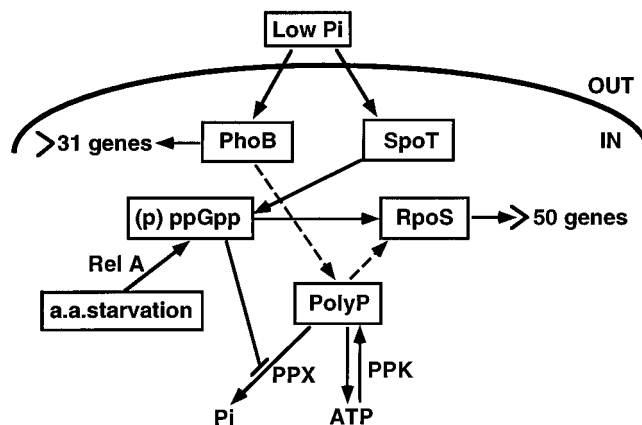 Low Pi
OUT
>31 genes
PhoB
SpoT
IN
(p) ppGpp
RpoS
>50 genes
Rel A
a.a.starvation
PolyP
PPX
PPK
Pi
ATP